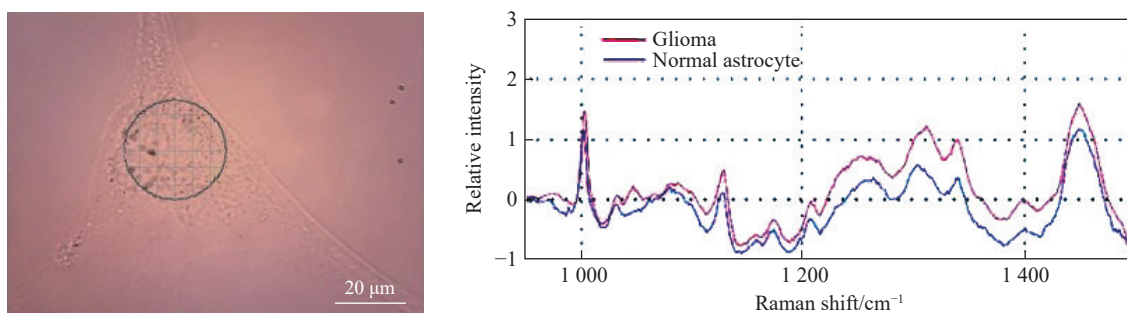 20 μm
3
2
1
0
−1
Relative intensity
Glioma
Normal astrocyte
1 000
1 200
1 400
Raman shift/cm⁻¹